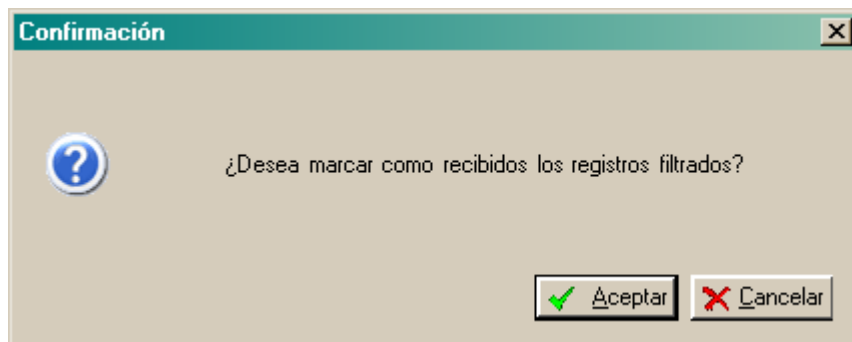 Confirmación
¿Desea marcar como recibidos los registros filtrados?
Aceptar
Cancelar